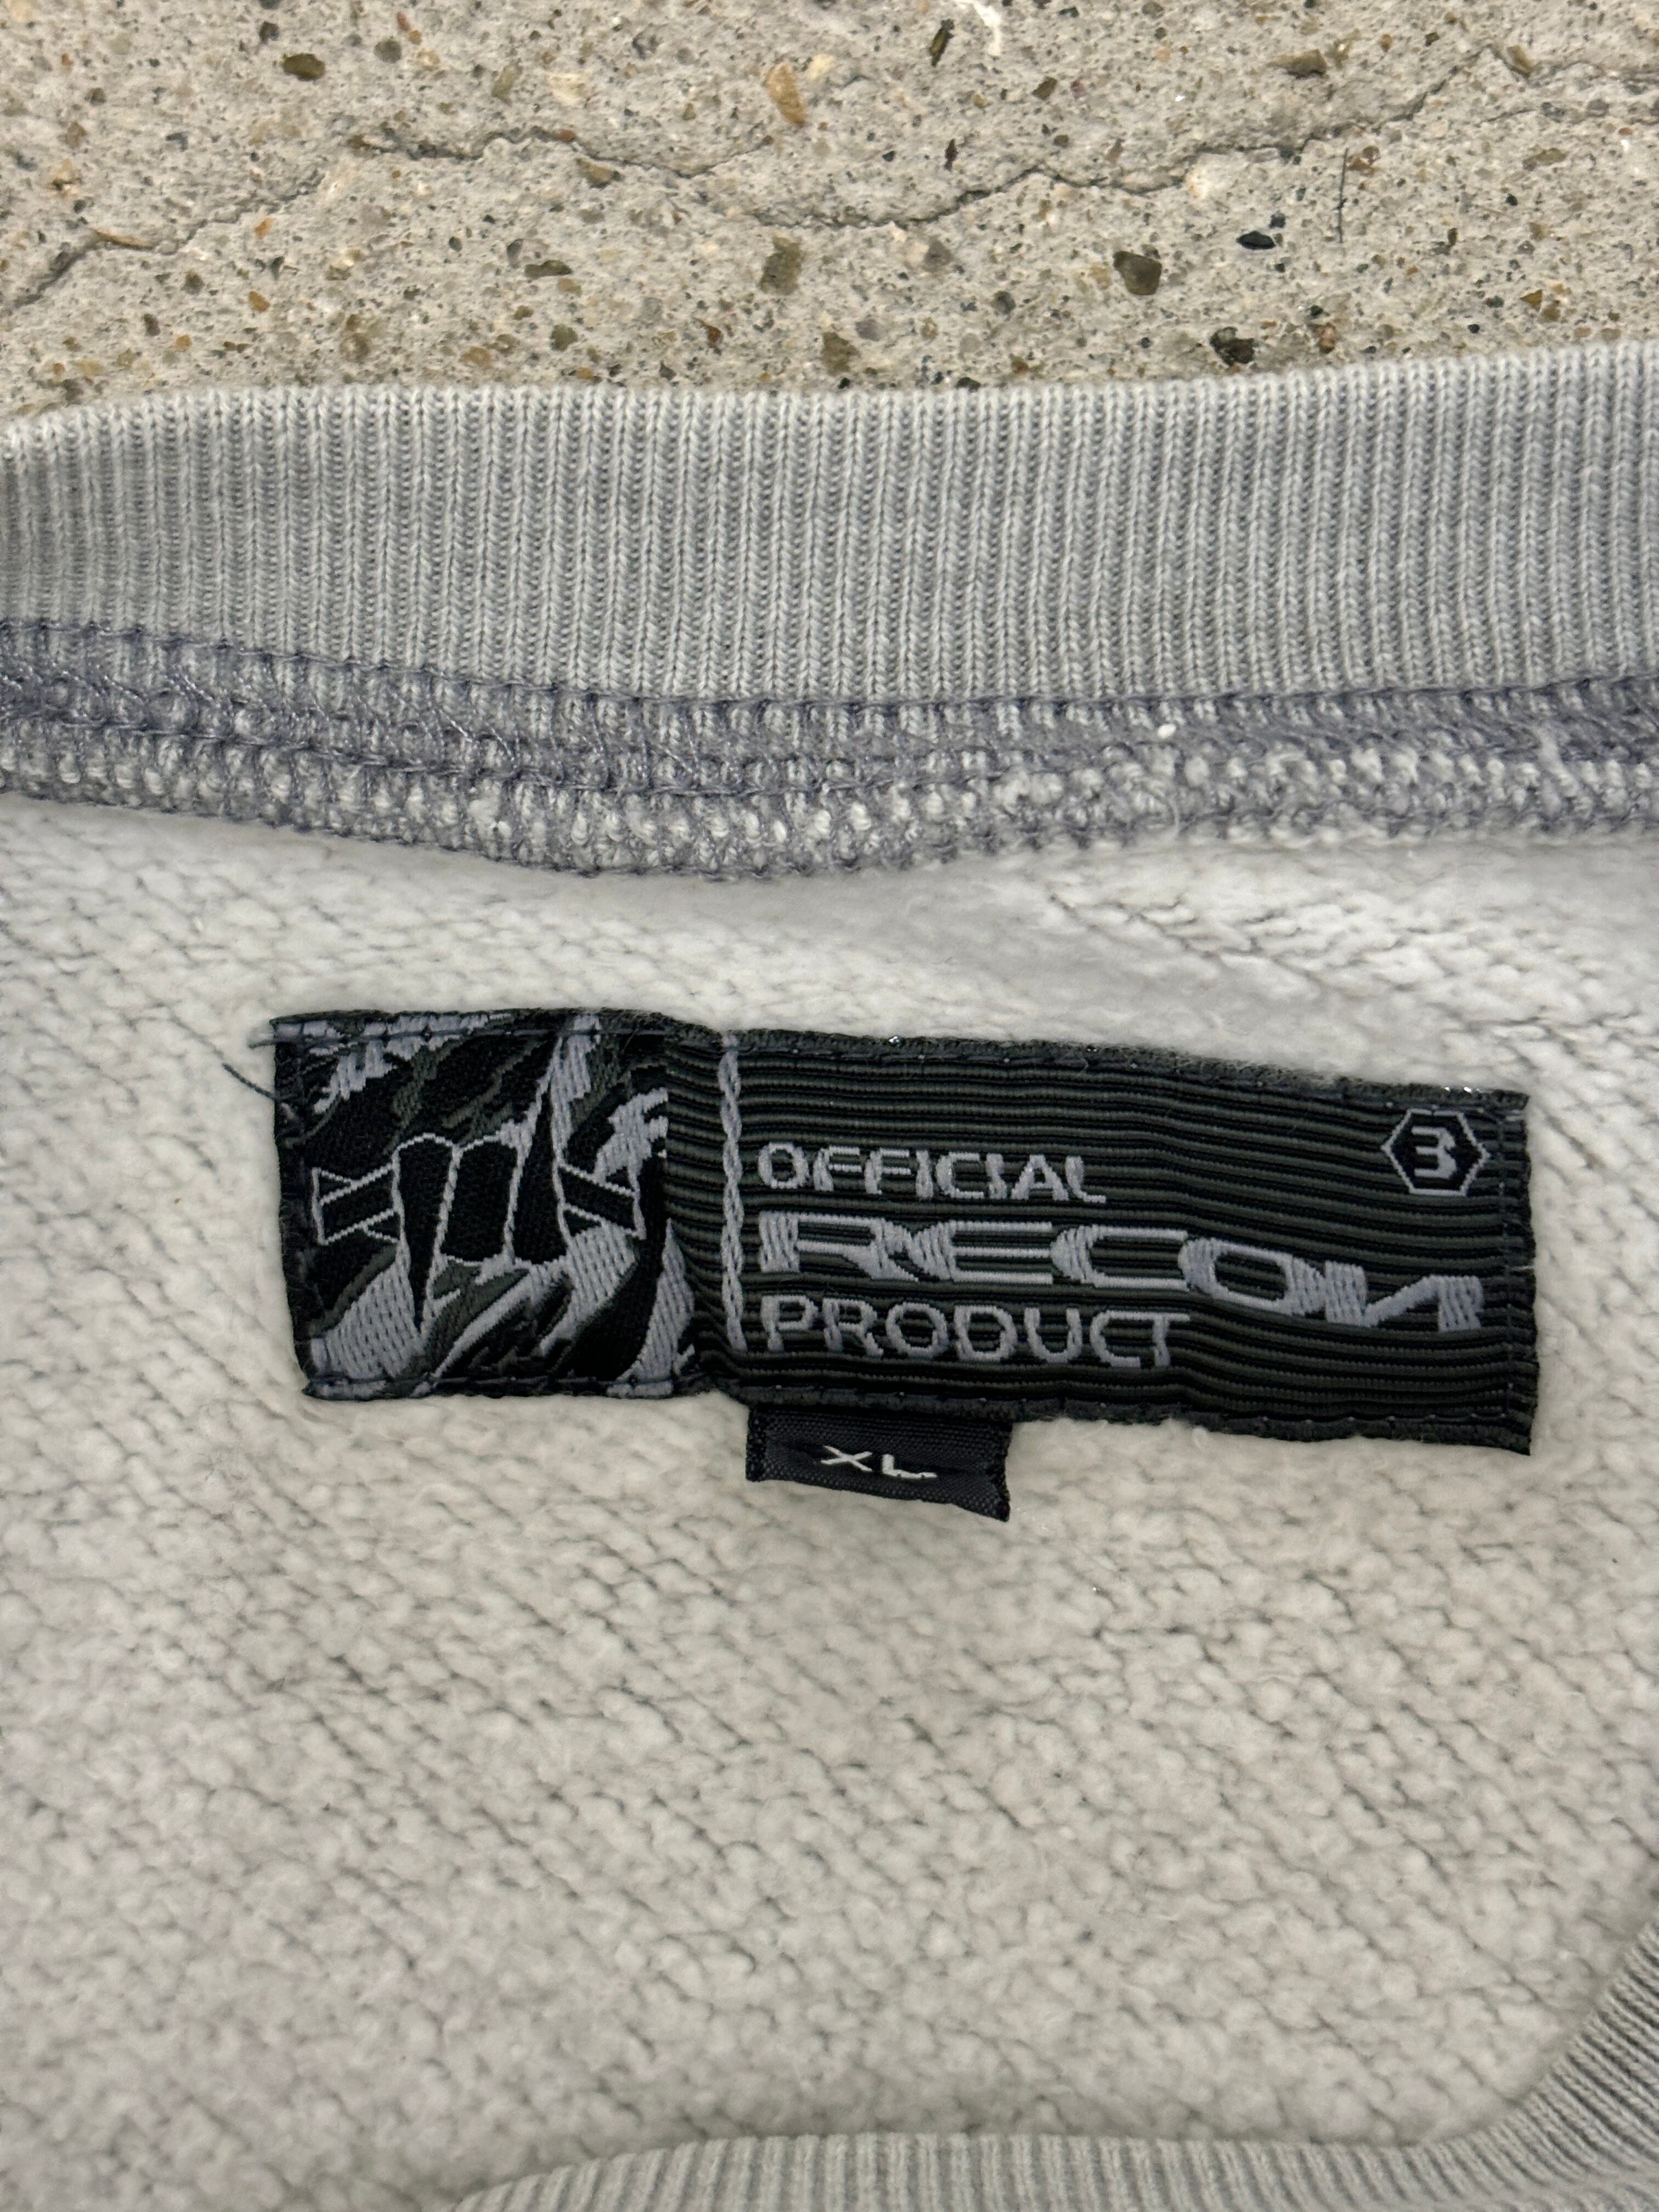 3
OFFICIAL
RECON
PRODUCT
XL